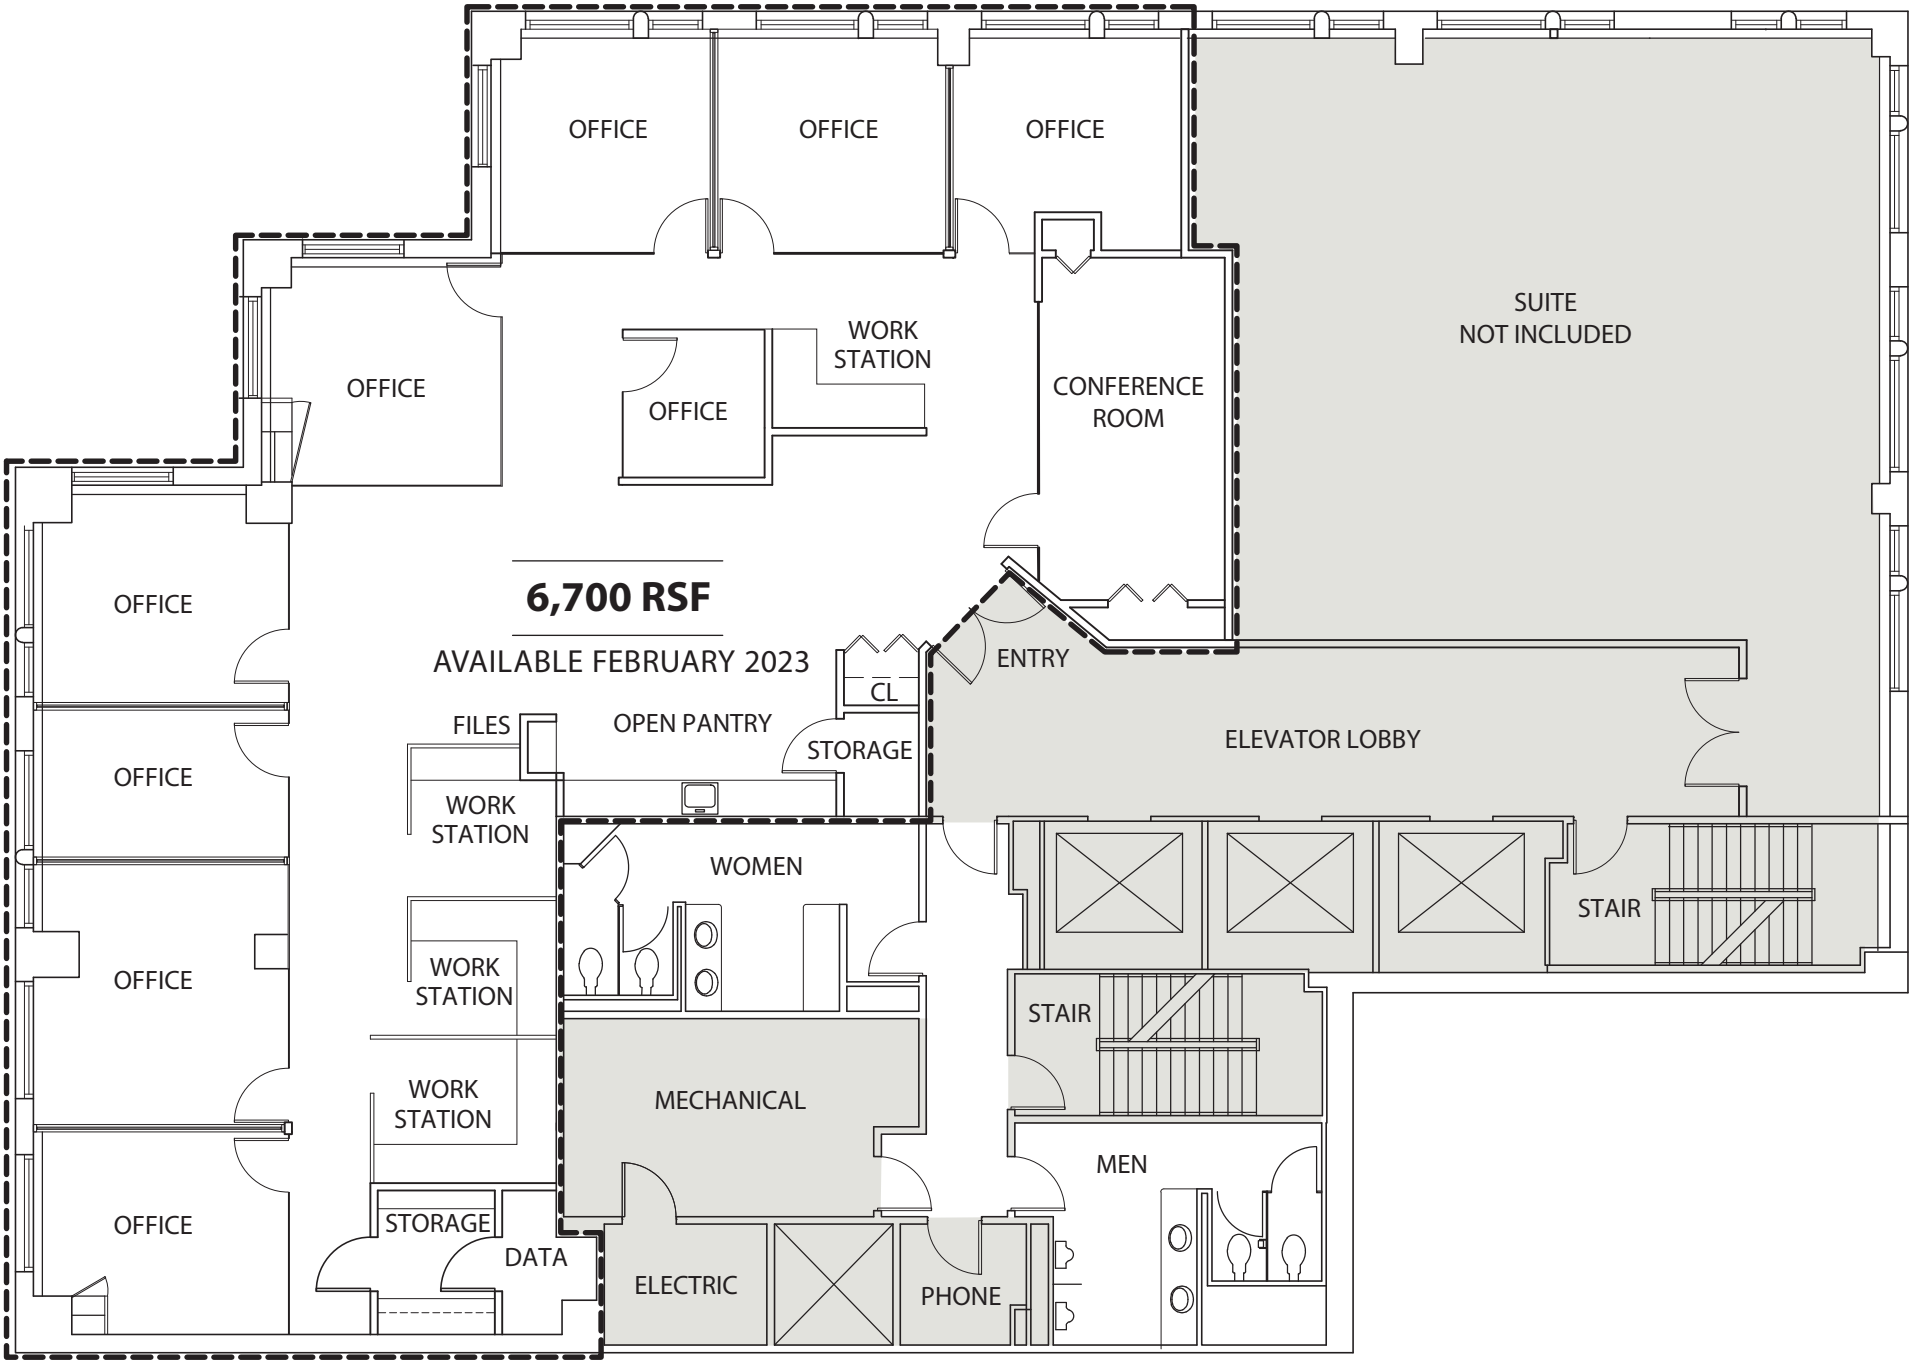 OFFICE
OFFICE
OFFICE
SUITE
NOT INCLUDED
WORK
STATION
OFFICE
OFFICE
CONFERENCE
ROOM
6,700 RSF
AVAILABLE FEBRUARY 2023
OFFICE
ENTRY
CL
FILES
OPEN PANTRY
STORAGE
ELEVATOR LOBBY
OFFICE
WORK
STATION
WOMEN
STAIR
OFFICE
WORK
STATION
STAIR
WORK
STATION
MECHANICAL
MEN
OFFICE
STORAGE
DATA
ELECTRIC
PHONE